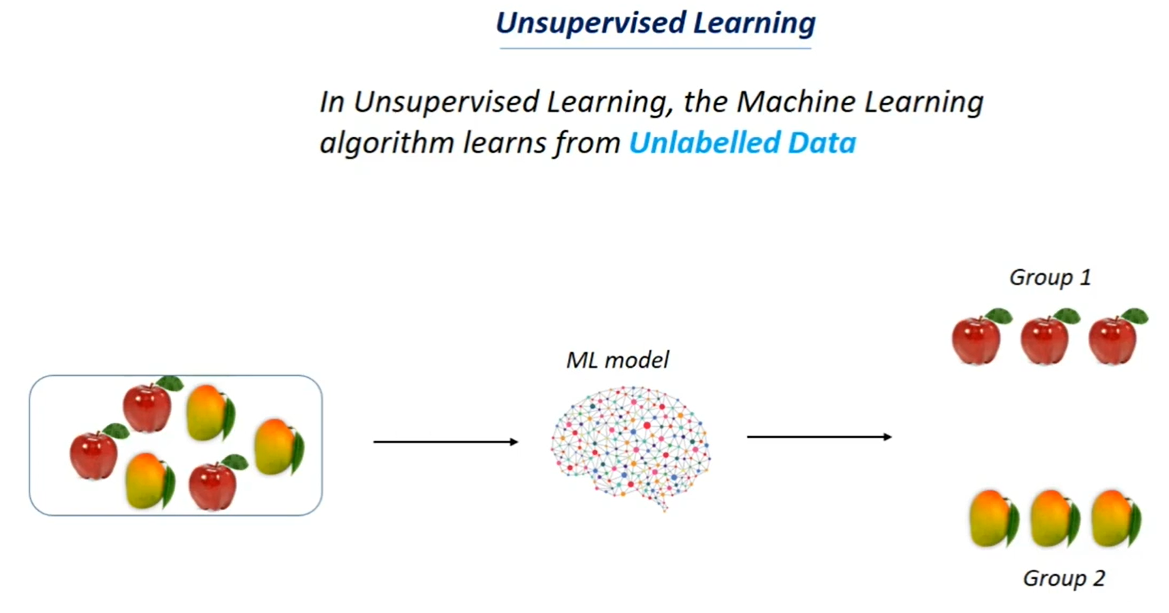 Unsupervised Learning
In Unsupervised Learning, the Machine Learning
algorithm learns from Unlabelled Data
Group 1
ML model
Group 2